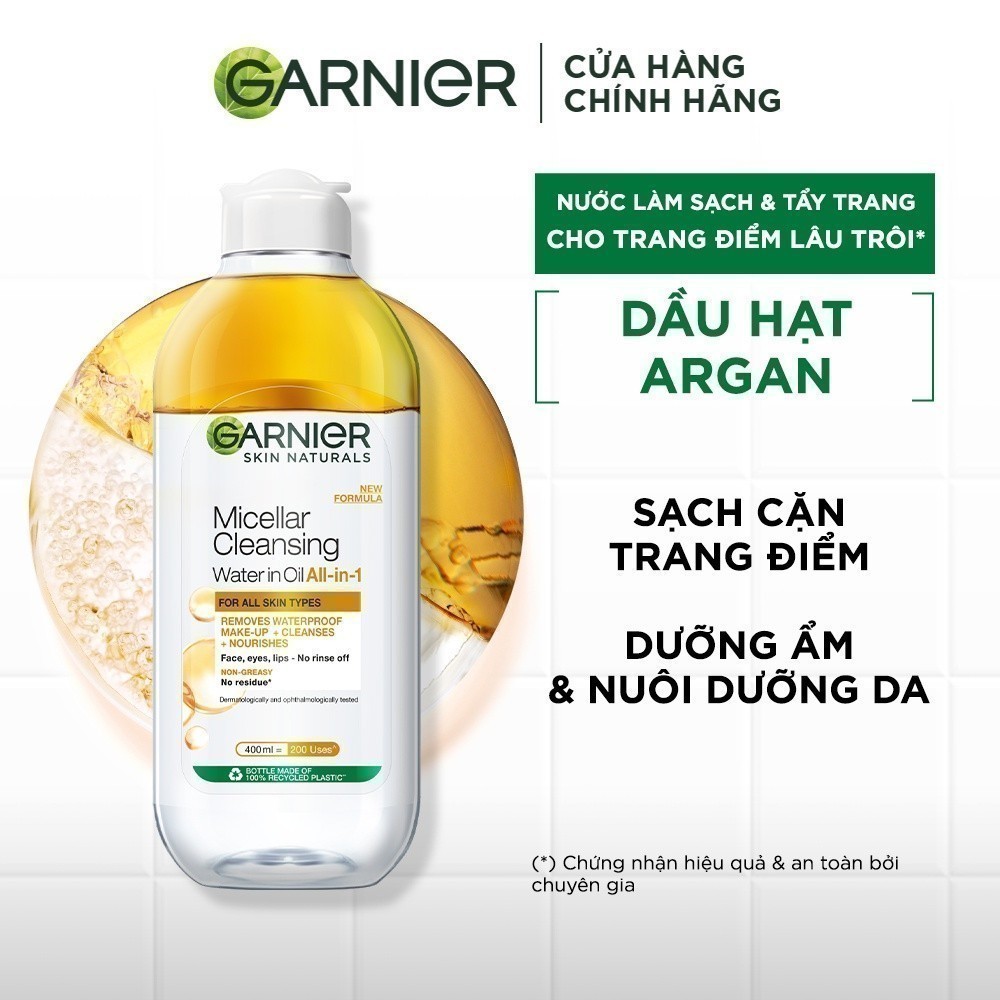 GARNIER
CỬA HÀNG
CHÍNH HÃNG
NƯỚC LÀM SẠCH & TẨY TRANG
CHO TRANG ĐIỂM LÂU TRÔI*
DẦU HẠT
ARGAN
SẠCH CẶN
TRANG ĐIỂM
DƯỠNG ẨM
& NUÔI DƯỠNG DA
(*) Chứng nhận hiệu quả & an toàn bởi
chuyên gia
GARNIER
SKIN NATURALS
NEW
FORMULA
Micellar
Cleansing
Water in Oil All-in-1
FOR ALL SKIN TYPES
REMOVES WATERPROOF
MAKE-UP + CLEANSES
+ NOURISHES
Face, eyes, lips - No rinse off
NON-GREASY
No residue*
Dermatologically and ophthalmologically tested
400 ml = 200 Uses^
BOTTLE MADE OF
100% RECYCLED PLASTIC**